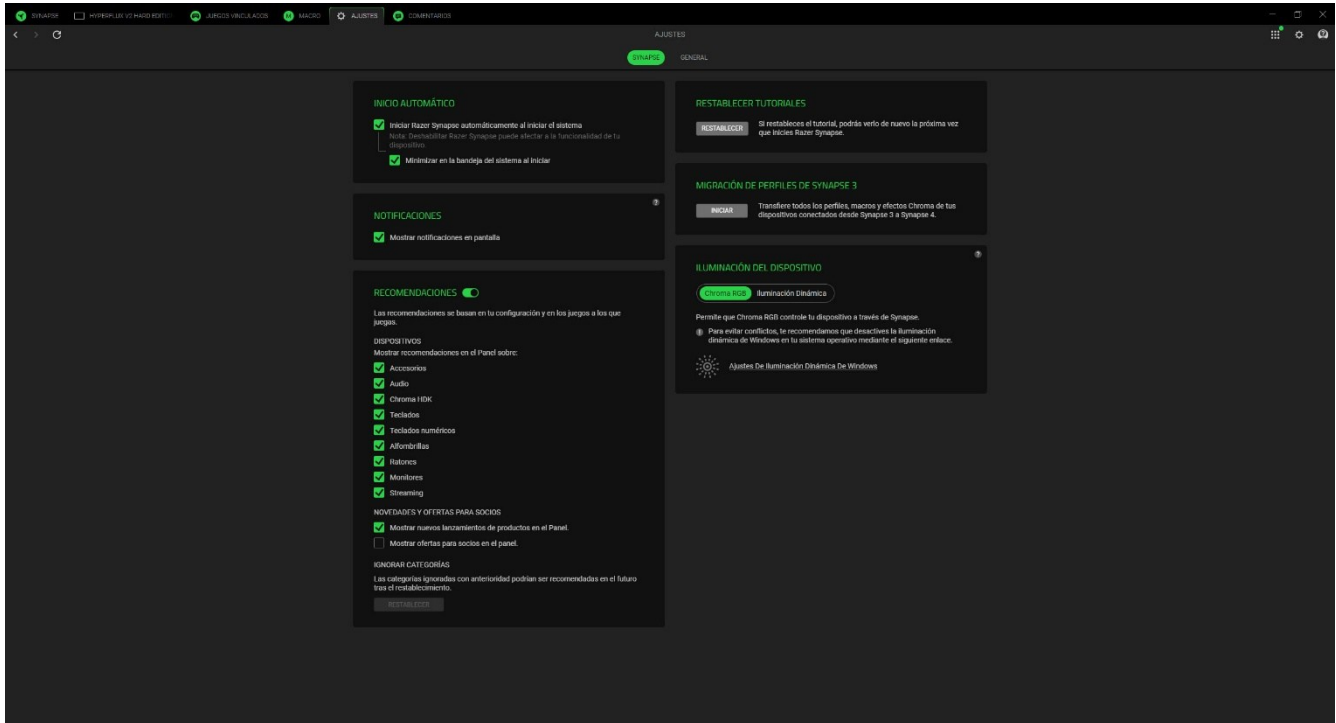 SYNAPSE
HYPERFLUX V2 HARD EDITIO
JUEGOS VINCULADOS
MACRO
AJUSTES
COMENTARIOS
AJUSTES
SYNAPSE
GENERAL
INICIO AUTOMÁTICO
Iniciar Razer Synapse automáticamente al iniciar el sistema
Nota: Deshabilitar Razer Synapse puede afectar a la funcionalidad de tu
dispositivo.
Minimizar en la bandeja del sistema al iniciar
NOTIFICACIONES
Mostrar notificaciones en pantalla
RECOMENDACIONES
Las recomendaciones se basan en tu configuración y en los juegos a los que
juegas.
DISPOSITIVOS
Mostrar recomendaciones en el Panel sobre:
Accesorios
Audio
Chroma HDK
Teclados
Teclados numéricos
Alfombrillas
Ratones
Monitores
Streaming
NOVEDADES Y OFERTAS PARA SOCIOS
Mostrar nuevos lanzamientos de productos en el Panel.
Mostrar ofertas para socios en el panel.
IGNORAR CATEGORÍAS
Las categorías ignoradas con anterioridad podrían ser recomendadas en el futuro
tras el restablecimiento.
RESTABLECER
RESTABLECER TUTORIALES
RESTABLECER
Si restableces el tutorial, podrás verlo de nuevo la próxima vez
que inicies Razer Synapse.
MIGRACIÓN DE PERFILES DE SYNAPSE 3
INICIAR
Transfiere todos los perfiles, macros y efectos Chroma de tus
dispositivos conectados desde Synapse 3 a Synapse 4.
ILUMINACIÓN DEL DISPOSITIVO
Chroma RGB
Iluminación Dinámica
Permite que Chroma RGB controle tu dispositivo a través de Synapse.
Para evitar conflictos, te recomendamos que desactives la iluminación
dinámica de Windows en tu sistema operativo mediante el siguiente enlace.
Ajustes De Iluminación Dinámica De Windows